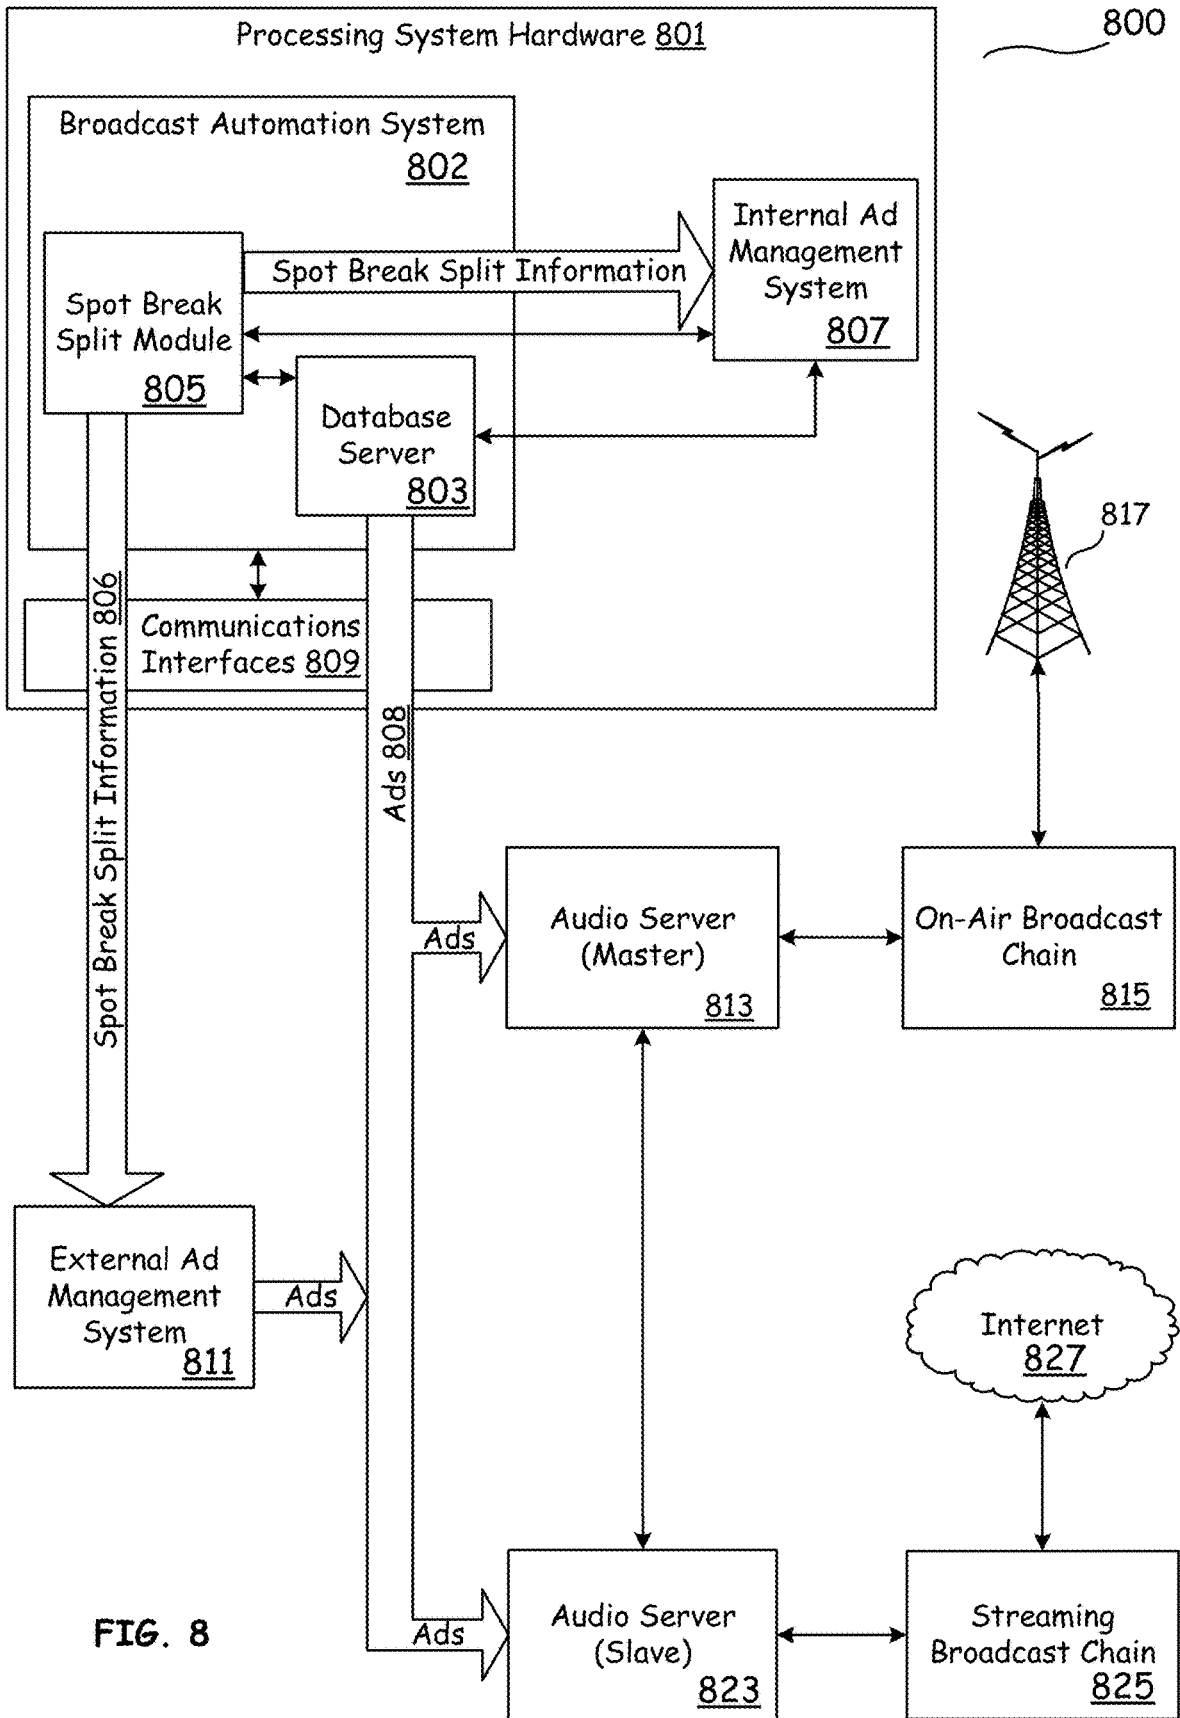 800
Processing System Hardware 801
Broadcast Automation System
802
Internal Ad
Management
System
807
Spot Break Split Information
Spot Break
Split Module
805
Database
Server
803
817
Communications
Interfaces 809
Spot Break Split Information 806
Ads 808
Audio Server
(Master)
813
On-Air Broadcast
Chain
815
Ads
External Ad
Management
System
811
Ads
Internet
827
Audio Server
(Slave)
823
Ads
Streaming
Broadcast Chain
825
FIG. 8